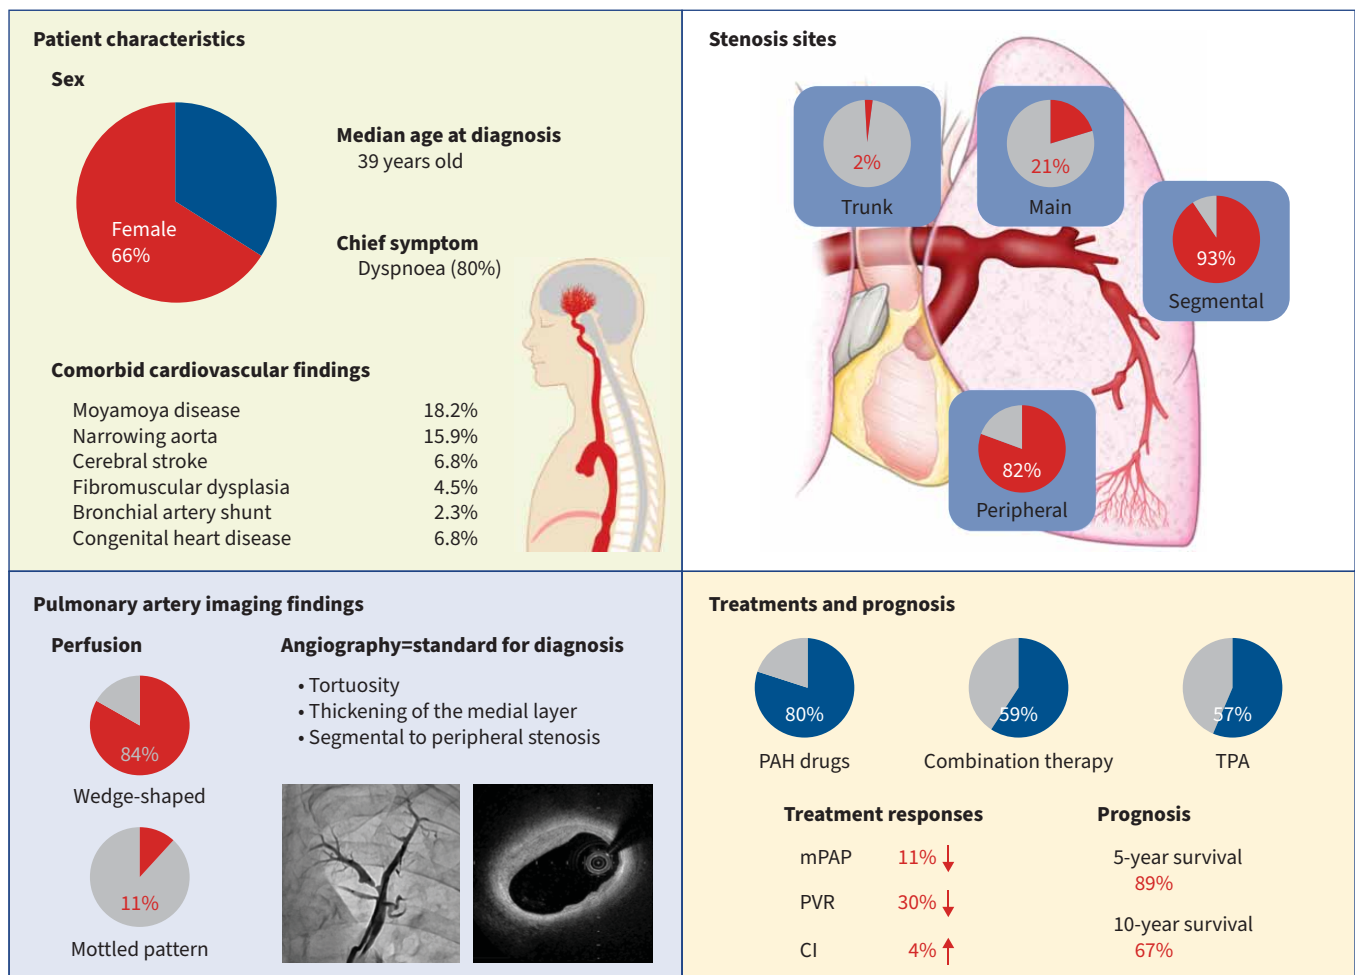 Patient characteristics
Sex
Female
66%
Median age at diagnosis
39 years old
Chief symptom
Dyspnoea (80%)
Comorbid cardiovascular findings
Moyamoya disease 18.2%
Narrowing aorta 15.9%
Cerebral stroke 6.8%
Fibromuscular dysplasia 4.5%
Bronchial artery shunt 2.3%
Congenital heart disease 6.8%
Stenosis sites
2%
Trunk
21%
Main
93%
Segmental
82%
Peripheral
Pulmonary artery imaging findings
Perfusion
84%
Wedge-shaped
11%
Mottled pattern
Angiography=standard for diagnosis
• Tortuosity
• Thickening of the medial layer
• Segmental to peripheral stenosis
Treatments and prognosis
80%
PAH drugs
59%
Combination therapy
57%
TPA
Treatment responses
mPAP 11% ↓
PVR 30% ↓
CI 4% ↑
Prognosis
5-year survival
89%
10-year survival
67%